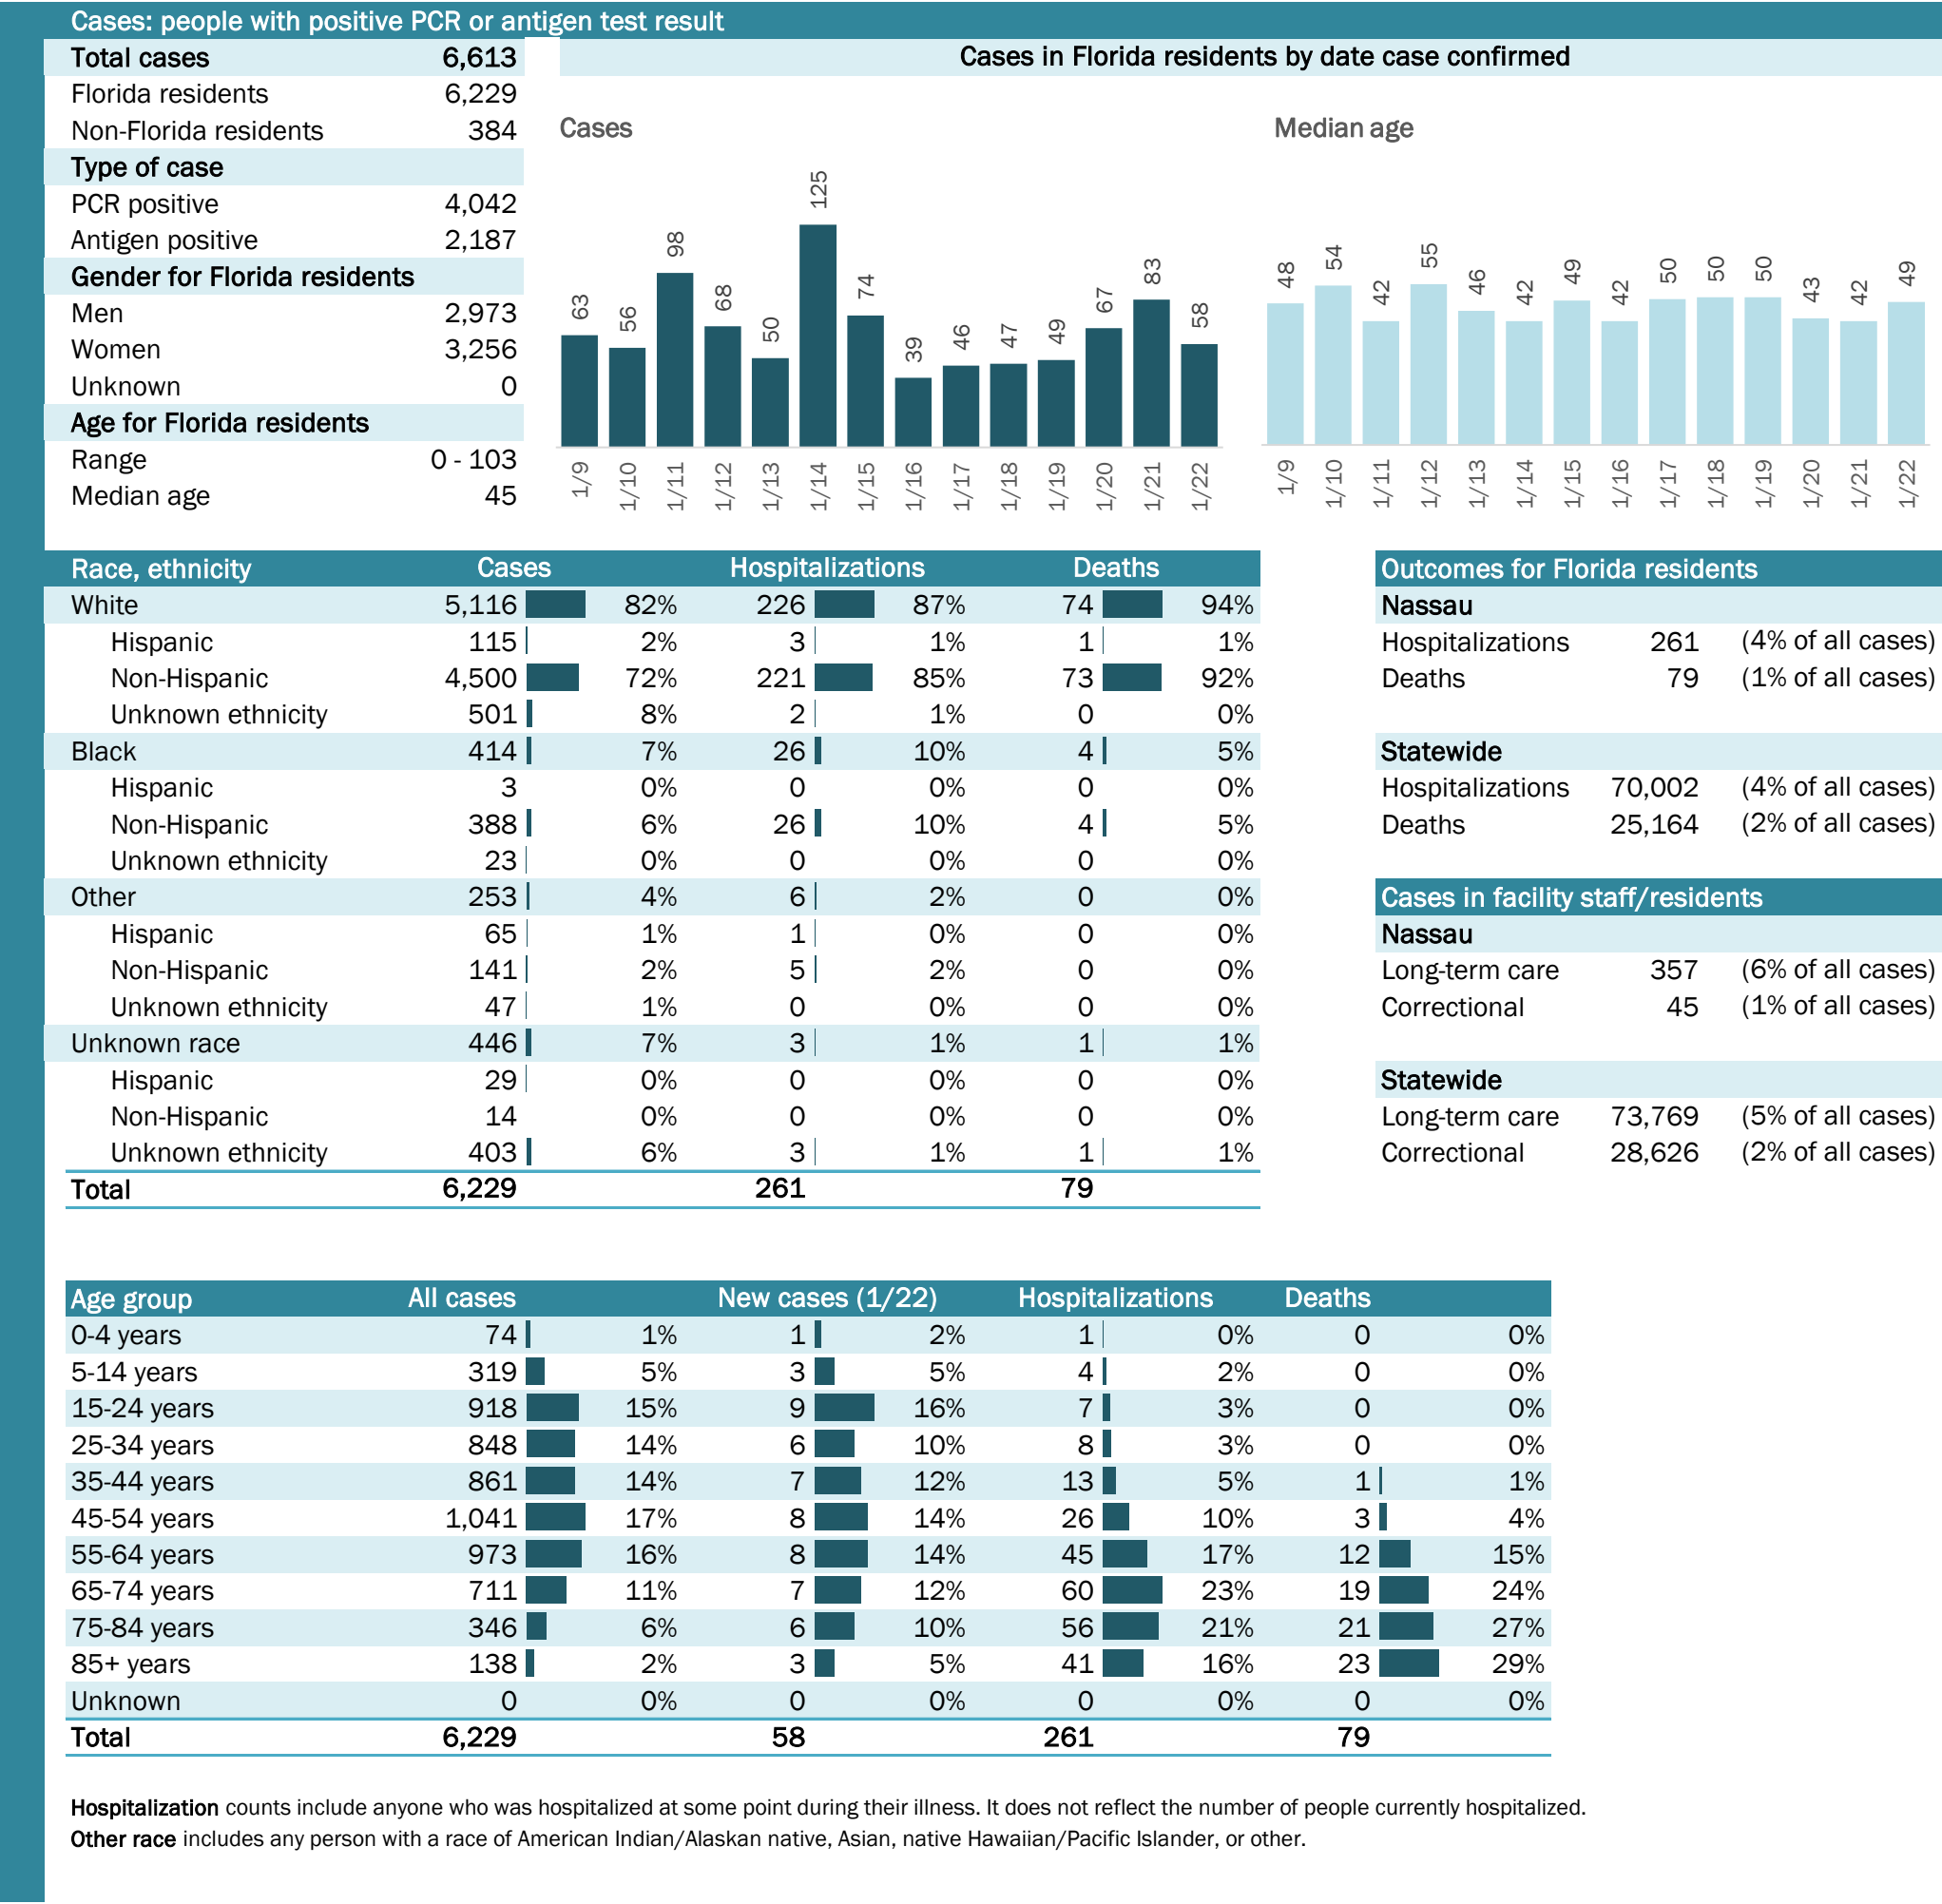 Cases: people with positive PCR or antigen test result
Total cases 6,613
Florida residents 6,229
Non-Florida residents 384
Type of case
PCR positive 4,042
Antigen positive 2,187
Gender for Florida residents
Men 2,973
Women 3,256
Unknown 0
Age for Florida residents
Range 0 - 103
Median age 45
Cases in Florida residents by date case confirmed
Cases
63 56 98 68 50 125 74 39 46 47 49 67 83 58
1/9 1/10 1/11 1/12 1/13 1/14 1/15 1/16 1/17 1/18 1/19 1/20 1/21 1/22
Median age
48 54 42 55 46 42 49 42 50 50 50 43 42 49
1/9 1/10 1/11 1/12 1/13 1/14 1/15 1/16 1/17 1/18 1/19 1/20 1/21 1/22
Race, ethnicity Cases Hospitalizations Deaths
White 5,116 82% 226 87% 74 94%
Hispanic 115 2% 3 1% 1 1%
Non-Hispanic 4,500 72% 221 85% 73 92%
Unknown ethnicity 501 8% 2 1% 0 0%
Black 414 7% 26 10% 4 5%
Hispanic 3 0% 0 0% 0 0%
Non-Hispanic 388 6% 26 10% 4 5%
Unknown ethnicity 23 0% 0 0% 0 0%
Other 253 4% 6 2% 0 0%
Hispanic 65 1% 1 0% 0 0%
Non-Hispanic 141 2% 5 2% 0 0%
Unknown ethnicity 47 1% 0 0% 0 0%
Unknown race 446 7% 3 1% 1 1%
Hispanic 29 0% 0 0% 0 0%
Non-Hispanic 14 0% 0 0% 0 0%
Unknown ethnicity 403 6% 3 1% 1 1%
Total 6,229 261 79
Outcomes for Florida residents
Nassau
Hospitalizations 261 (4% of all cases)
Deaths 79 (1% of all cases)
Statewide
Hospitalizations 70,002 (4% of all cases)
Deaths 25,164 (2% of all cases)
Cases in facility staff/residents
Nassau
Long-term care 357 (6% of all cases)
Correctional 45 (1% of all cases)
Statewide
Long-term care 73,769 (5% of all cases)
Correctional 28,626 (2% of all cases)
Age group All cases New cases (1/22) Hospitalizations Deaths
0-4 years 74 1% 1 2% 1 0% 0 0%
5-14 years 319 5% 3 5% 4 2% 0 0%
15-24 years 918 15% 9 16% 7 3% 0 0%
25-34 years 848 14% 6 10% 8 3% 0 0%
35-44 years 861 14% 7 12% 13 5% 1 1%
45-54 years 1,041 17% 8 14% 26 10% 3 4%
55-64 years 973 16% 8 14% 45 17% 12 15%
65-74 years 711 11% 7 12% 60 23% 19 24%
75-84 years 346 6% 6 10% 56 21% 21 27%
85+ years 138 2% 3 5% 41 16% 23 29%
Unknown 0 0% 0 0% 0 0% 0 0%
Total 6,229 58 261 79
Hospitalization counts include anyone who was hospitalized at some point during their illness. It does not reflect the number of people currently hospitalized.
Other race includes any person with a race of American Indian/Alaskan native, Asian, native Hawaiian/Pacific Islander, or other.